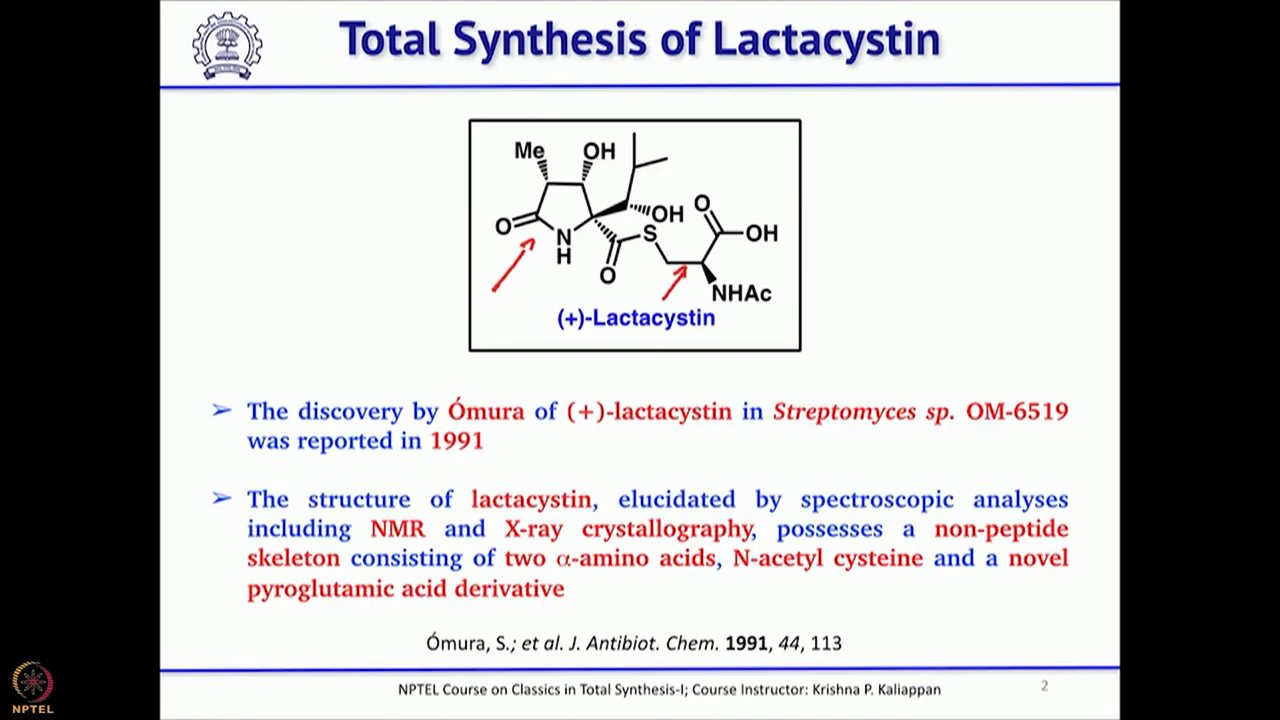 Total Synthesis of Lactacystin
Me
OH
O
N
H
OH
O
S
O
OH
NHAc
(+)-Lactacystin
➢ The discovery by Ómura of (+)-lactacystin in Streptomyces sp. OM-6519
was reported in 1991
➢ The structure of lactacystin, elucidated by spectroscopic analyses
including NMR and X-ray crystallography, possesses a non-peptide
skeleton consisting of two α-amino acids, N-acetyl cysteine and a novel
pyroglutamic acid derivative
Ómura, S.; et al. J. Antibiot. Chem. 1991, 44, 113
NPTEL Course on Classics in Total Synthesis-I; Course Instructor: Krishna P. Kaliappan
2
NPTEL